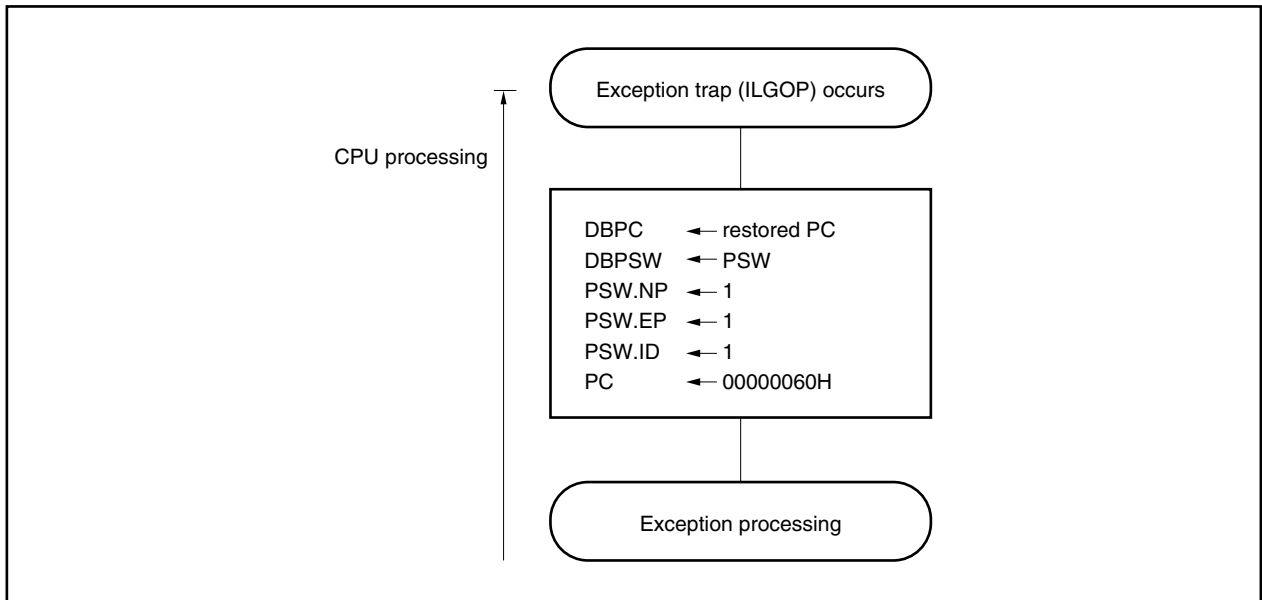 Exception trap (ILGOP) occurs
CPU processing
DBPC ← restored PC
DBPSW ← PSW
PSW.NP ← 1
PSW.EP ← 1
PSW.ID ← 1
PC ← 00000060H
Exception processing